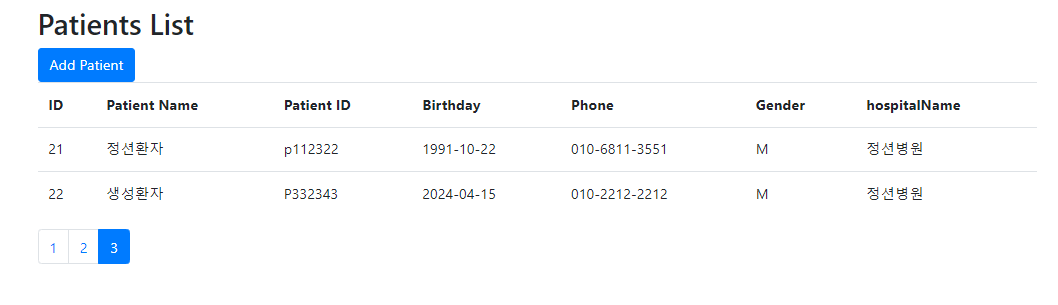 Patients List
Add Patient
ID Patient Name Patient ID Birthday Phone Gender hospitalName
21 정션환자 p112322 1991-10-22 010-6811-3551 M 정션병원
22 생성환자 P332343 2024-04-15 010-2212-2212 M 정션병원
1 2 3